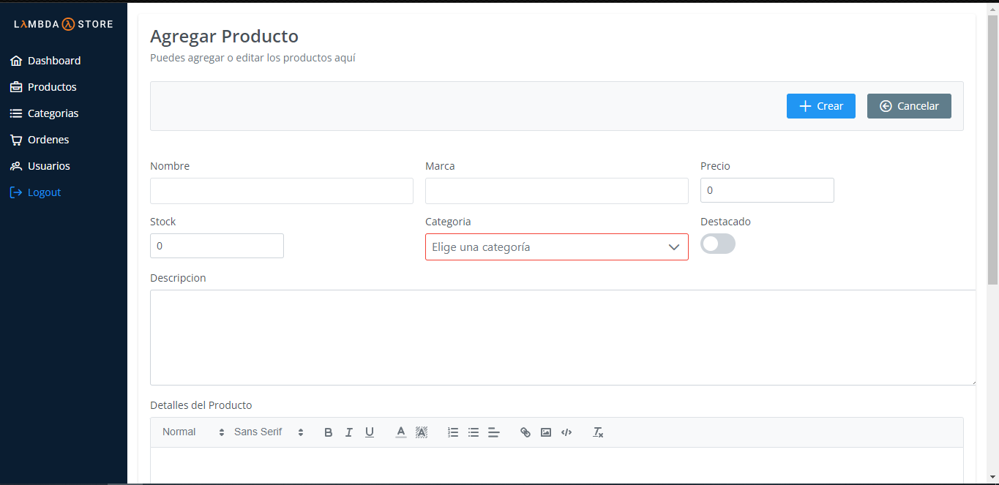 LλMBDA λ STORE
Dashboard
Productos
Categorias
Ordenes
Usuarios
Logout
Agregar Producto
Puedes agregar o editar los productos aquí
Crear
Cancelar
Nombre
Marca
Precio
0
Stock
Categoria
Destacado
0
Elige una categoría
Descripcion
Detalles del Producto
Normal Sans Serif B I U A A